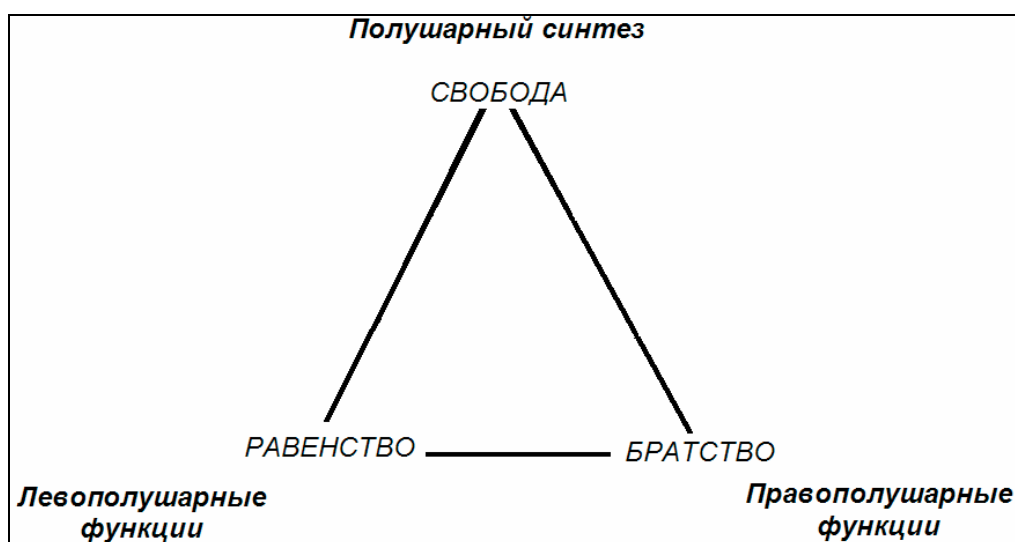 Полушарный синтез
СВОБОДА
РАВЕНСТВО
БРАТСТВО
Левополушарные
функции
Правополушарные
функции